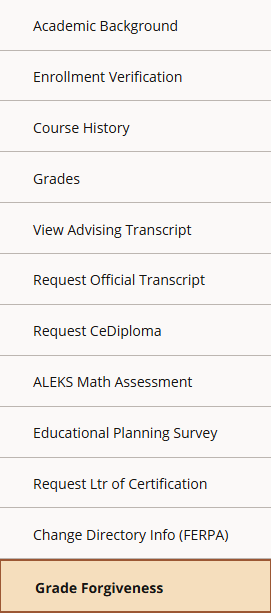 Academic Background
Enrollment Verification
Course History
Grades
View Advising Transcript
Request Official Transcript
Request CeDiploma
ALEKS Math Assessment
Educational Planning Survey
Request Ltr of Certification
Change Directory Info (FERPA)
Grade Forgiveness